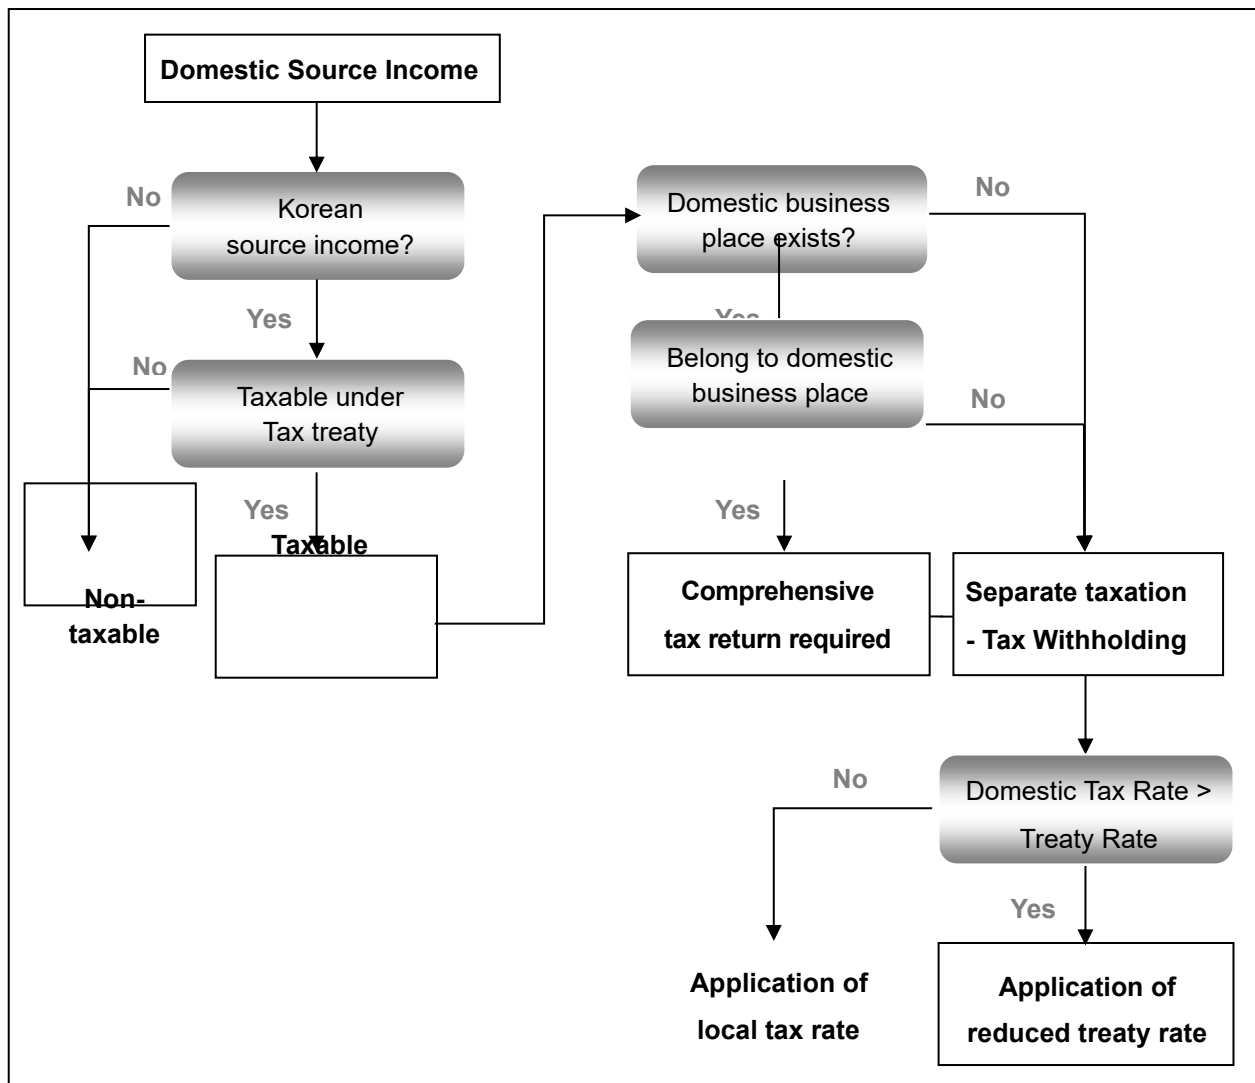 Domestic Source Income
No
Korean
source income?
Yes
No
Taxable under
Tax treaty
Yes
Taxable
Non-
taxable
Domestic business
place exists?
No
Yes
Belong to domestic
business place
No
Yes
Comprehensive
tax return required
Separate taxation
- Tax Withholding
No
Domestic Tax Rate >
Treaty Rate
Yes
Application of
local tax rate
Application of
reduced treaty rate